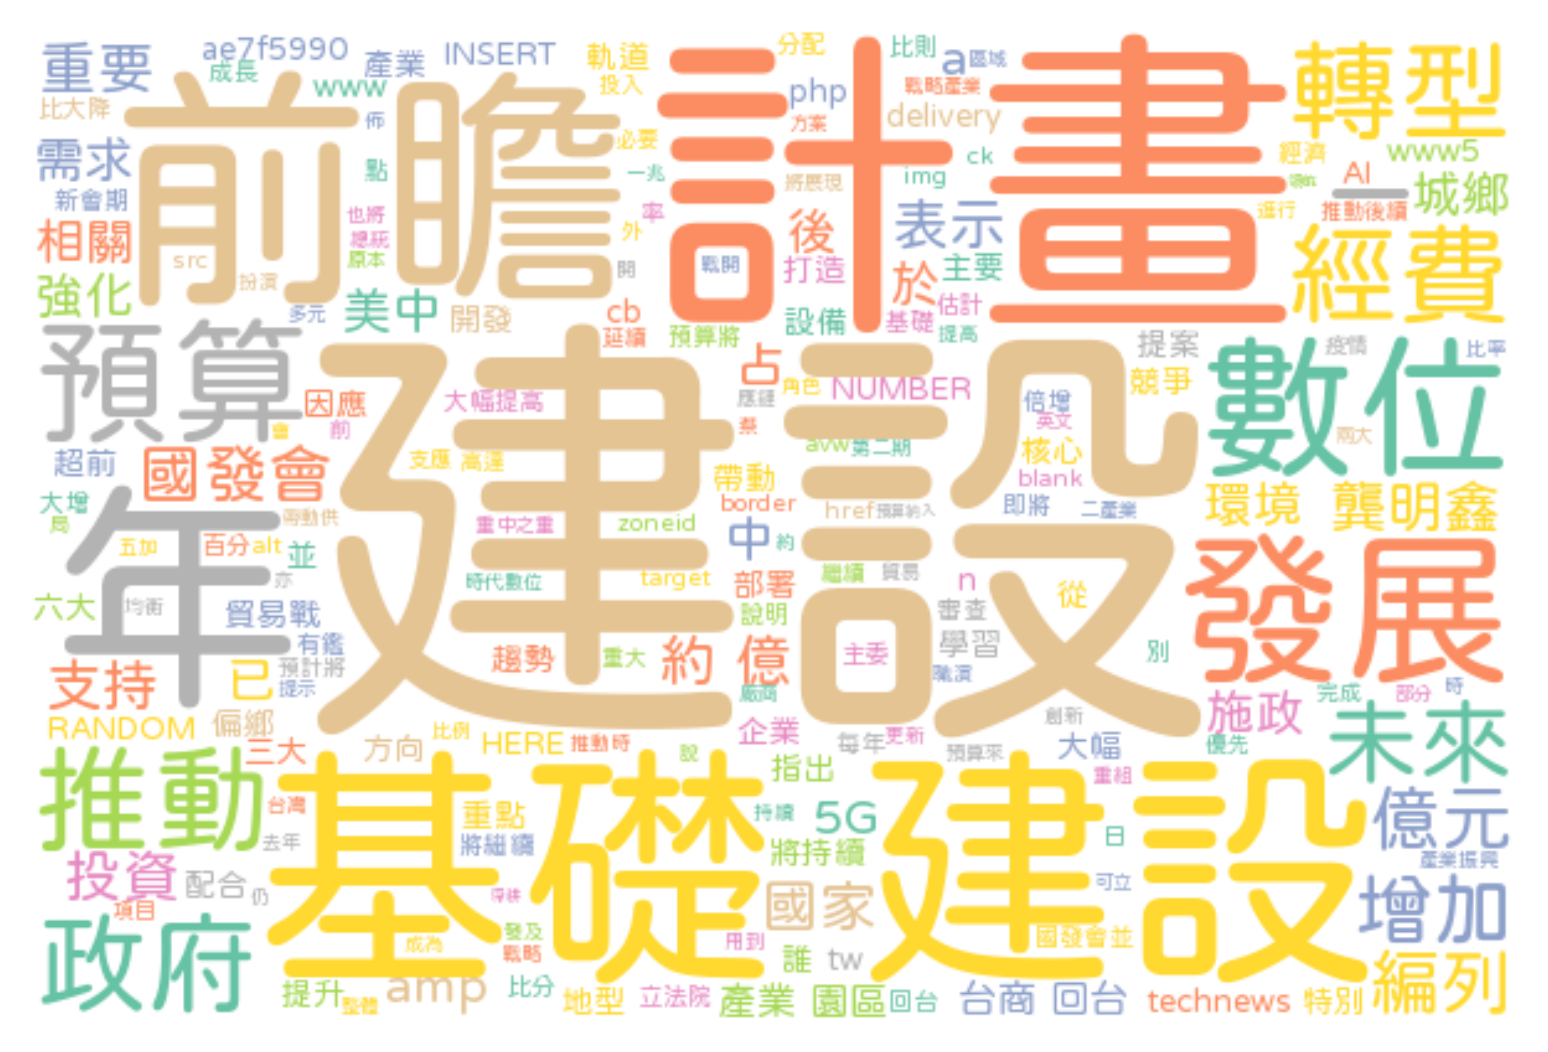 重要 ae7f5990 產業 INSERT 軌道 分配 比則 a 區域 轉型
成長 www 投入 php 戰略產業
比大降 前瞻 佈 計畫 方案 delivery
需求 點 必要 ck 經濟 www5
新會期 一兆 將展現 img AI 一 城鄉
相關 也將 總統 率 後 表示 進行 推動後續
src 原本 外 戰開 打造 主要 經費
強化 扮演 開 於
多元 美中 開發 cb 設備 基礎 估計
預算 延續 預算將 提高 提案 疫情 比率
建設 占 角色 NUMBER 倍增 競爭 數位
因應 大幅提高 蔡 英文 兩大
會 前 avw 第二期 核心
超前 國發會 支應 高達 帶動 blank
大增 border href 預算納入 即將 二產業 環境 龔明鑫
局 年 帶動供 重中之重 zoneid 中 約
五加 百分 alt 並 發展
亦 時代數位 target 部署 繼續 貿易 n
六大 均衡 貿易戰 說明 審查 從
有鑑 趨勢 重大 約 億 主委 學習 別
支持 已 預計將 提示 廠商 完成 部分 時
RANDOM 偏鄉 比例 企業 創新 施政 未來
三大 方向 HERE 推動時 每年 更新 預算來 大幅 優先
推動 基礎建設 說 指出 重組
台灣 重點 持續 5G 億元
去年 將繼續 將持續 日 產業振興
投資 配合 仍 國家 可立 增加
項目
政府 成為 戰略 用到 國發會並
提升 amp 比分 誰 tw 編列
整體 地型 立法院 產業 園區 回台 台商 回台 technews 特別